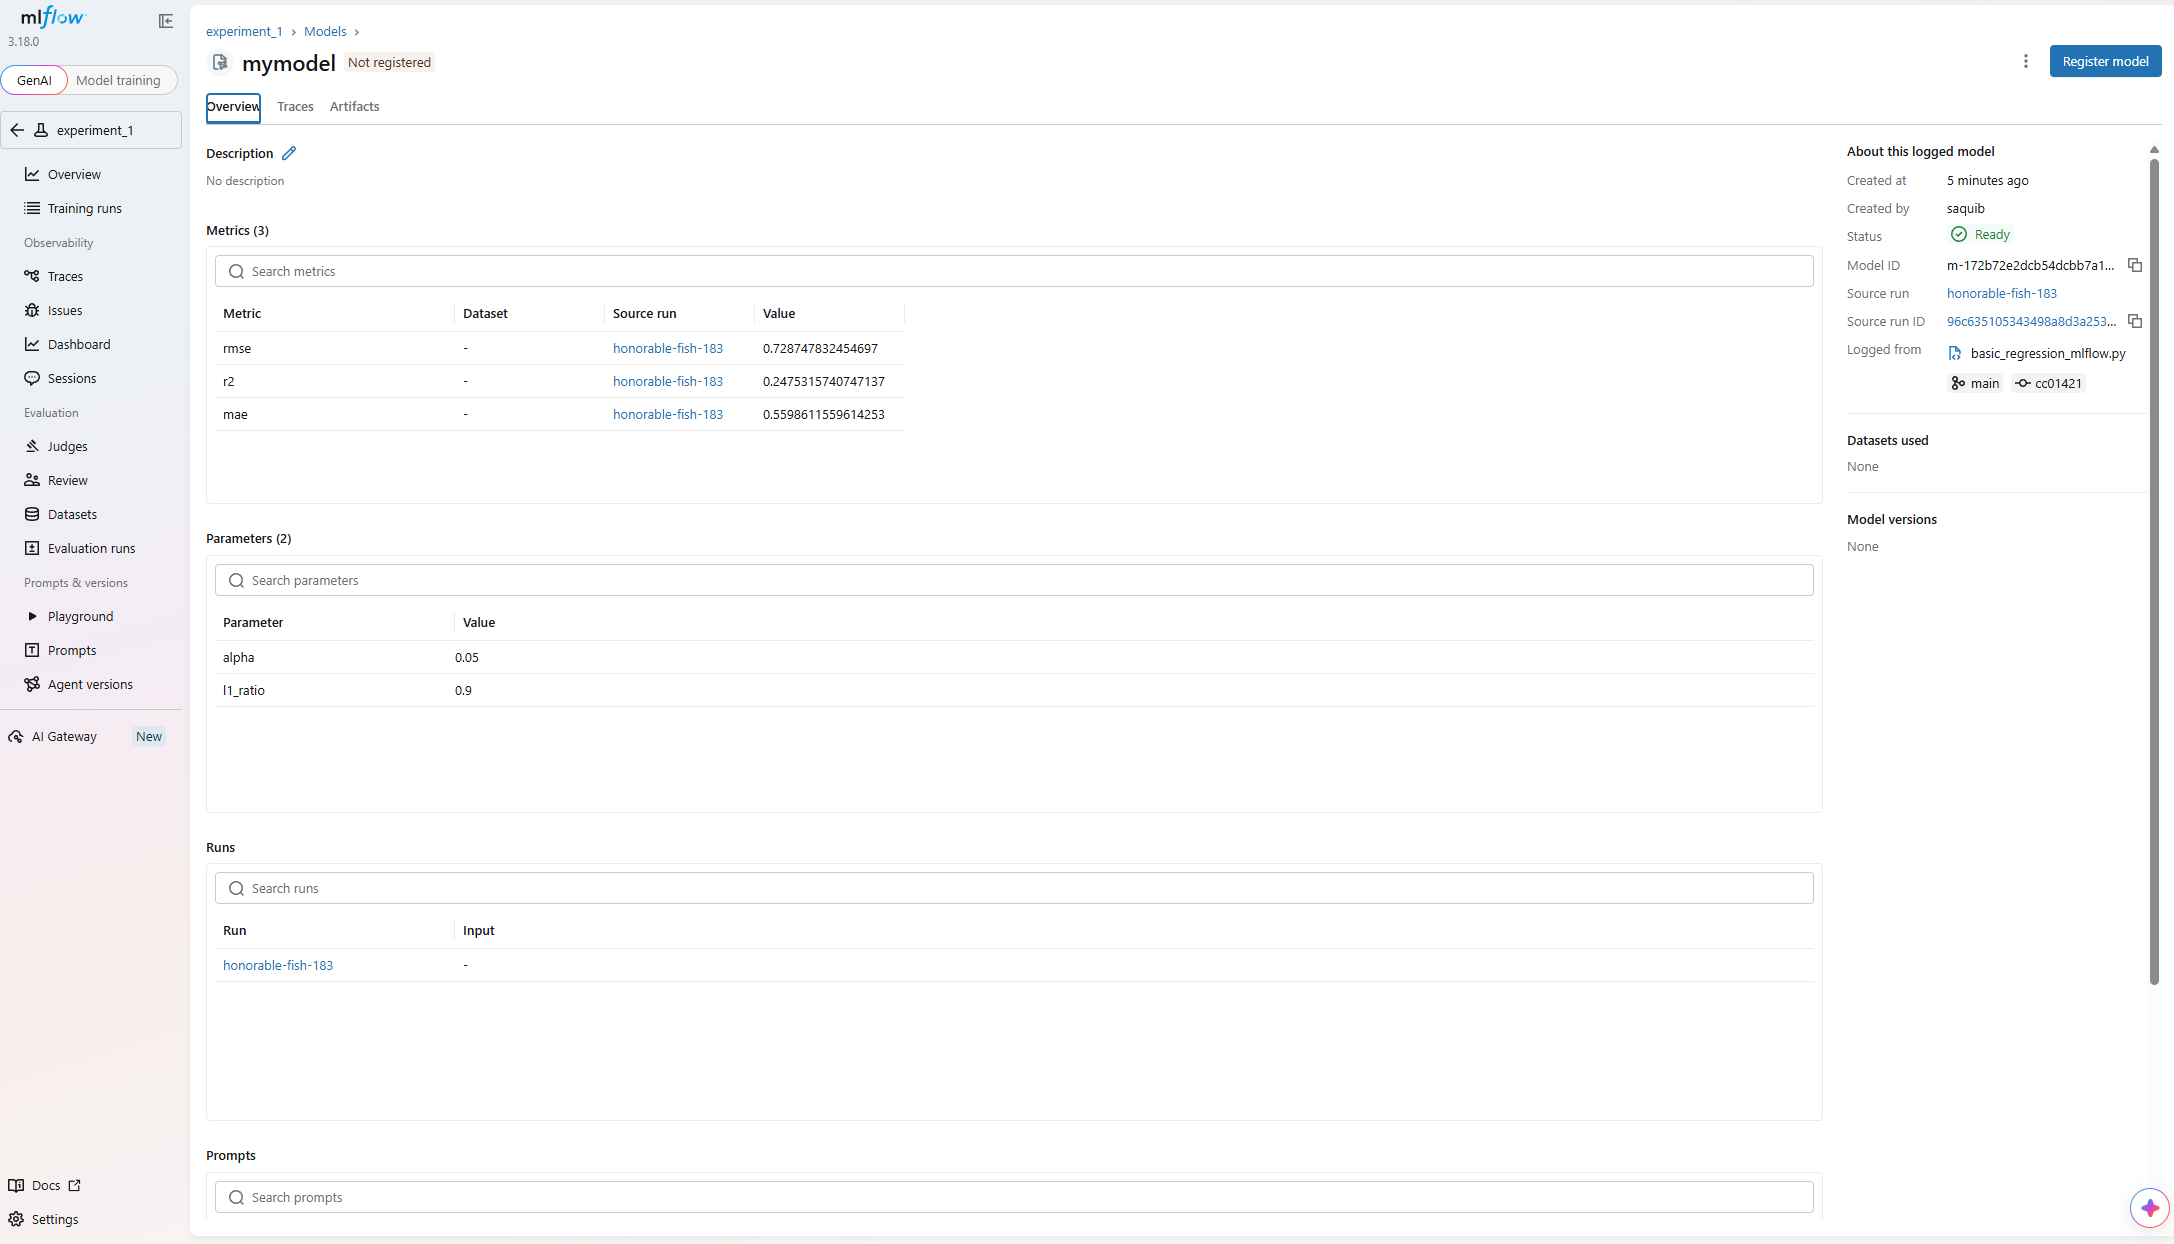 mlflow
3.18.0
GenAI
Model training
experiment_1
Overview
Training runs
Observability
Traces
Issues
Dashboard
Sessions
Evaluation
Judges
Review
Datasets
Evaluation runs
Prompts & versions
Playground
Prompts
Agent versions
AI Gateway New
Docs
Settings
experiment_1 > Models >
mymodel Not registered
Register model
Overview Traces Artifacts
Description
No description
Metrics (3)
Search metrics
Metric Dataset Source run Value
rmse - honorable-fish-183 0.728747832454697
r2 - honorable-fish-183 0.2475315740747137
mae - honorable-fish-183 0.5598611559614253
Parameters (2)
Search parameters
Parameter Value
alpha 0.05
l1_ratio 0.9
Runs
Search runs
Run Input
honorable-fish-183 -
Prompts
Search prompts
About this logged model
Created at 5 minutes ago
Created by saquib
Status Ready
Model ID m-172b72e2dcb54dcbb7a1...
Source run honorable-fish-183
Source run ID 96c635105343498a8d3a253...
Logged from basic_regression_mlflow.py
main cc01421
Datasets used
None
Model versions
None